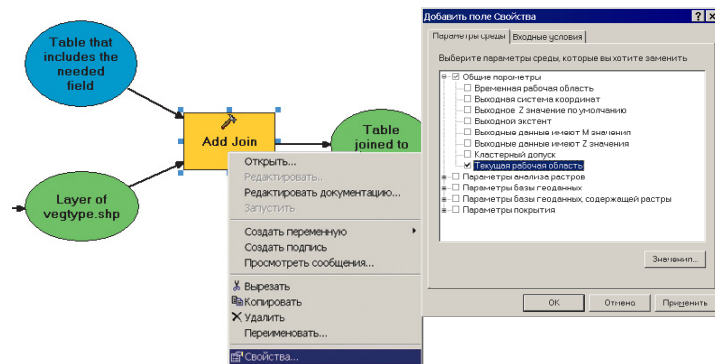 Table that
includes the
needed
field
Add Join
Table
joined to
Layer of
vegtype.shp
Открыть...
Редактировать...
Редактировать документацию...
Запустить
Создать переменную
Создать подпись
Просмотреть сообщения...
Вырезать
Копировать
Удалить
Переименовать...
Свойства...
Добавить поле Свойства
Параметры среды
Входные условия
Выберите параметры среды, которые вы хотите заменить
Общие параметры
Временная рабочая область
Выходная система координат
Выходное Z значение по умолчанию
Выходной экстент
Выходные данные имеют M значения
Выходные данные имеют Z значения
Кластерный допуск
Текущая рабочая область
Параметры анализа растров
Параметры базы геоданных
Параметры базы геоданных, содержащей растры
Параметры покрытия
Значения...
OK
Отмена
Применить